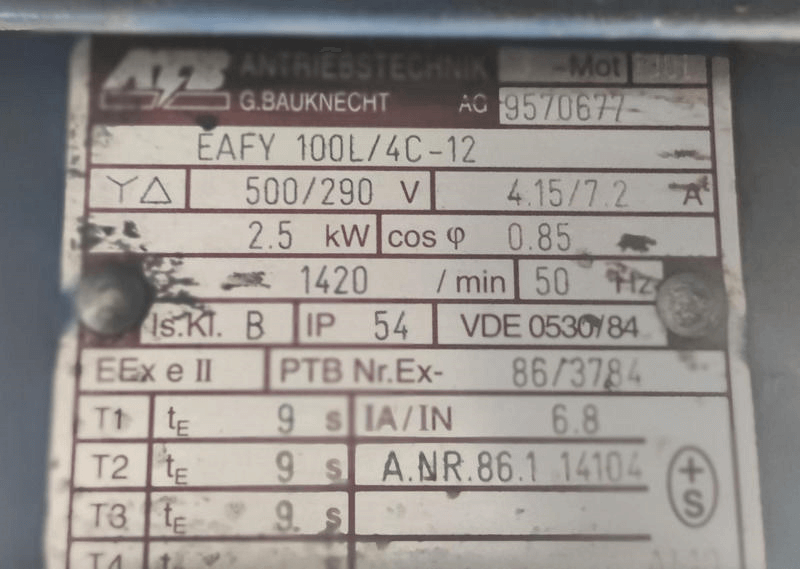 ATB ANTRIEBSTECHNIK -Mot
G.BAUKNECHT AG 9570677-
EAFY 100L/4C-12
Y△ 500/290 V 4.15/7.2 A
2.5 kW cos φ 0.85
1420 / min 50 Hz
Is.Kl. B IP 54 VDE 0530/84
EEx e II PTB Nr.Ex- 86/3784
T1 tE 9 s IA/IN 6.8
T2 tE 9 s A.NR.86.1 14104
T3 tE 9 s +S
T4